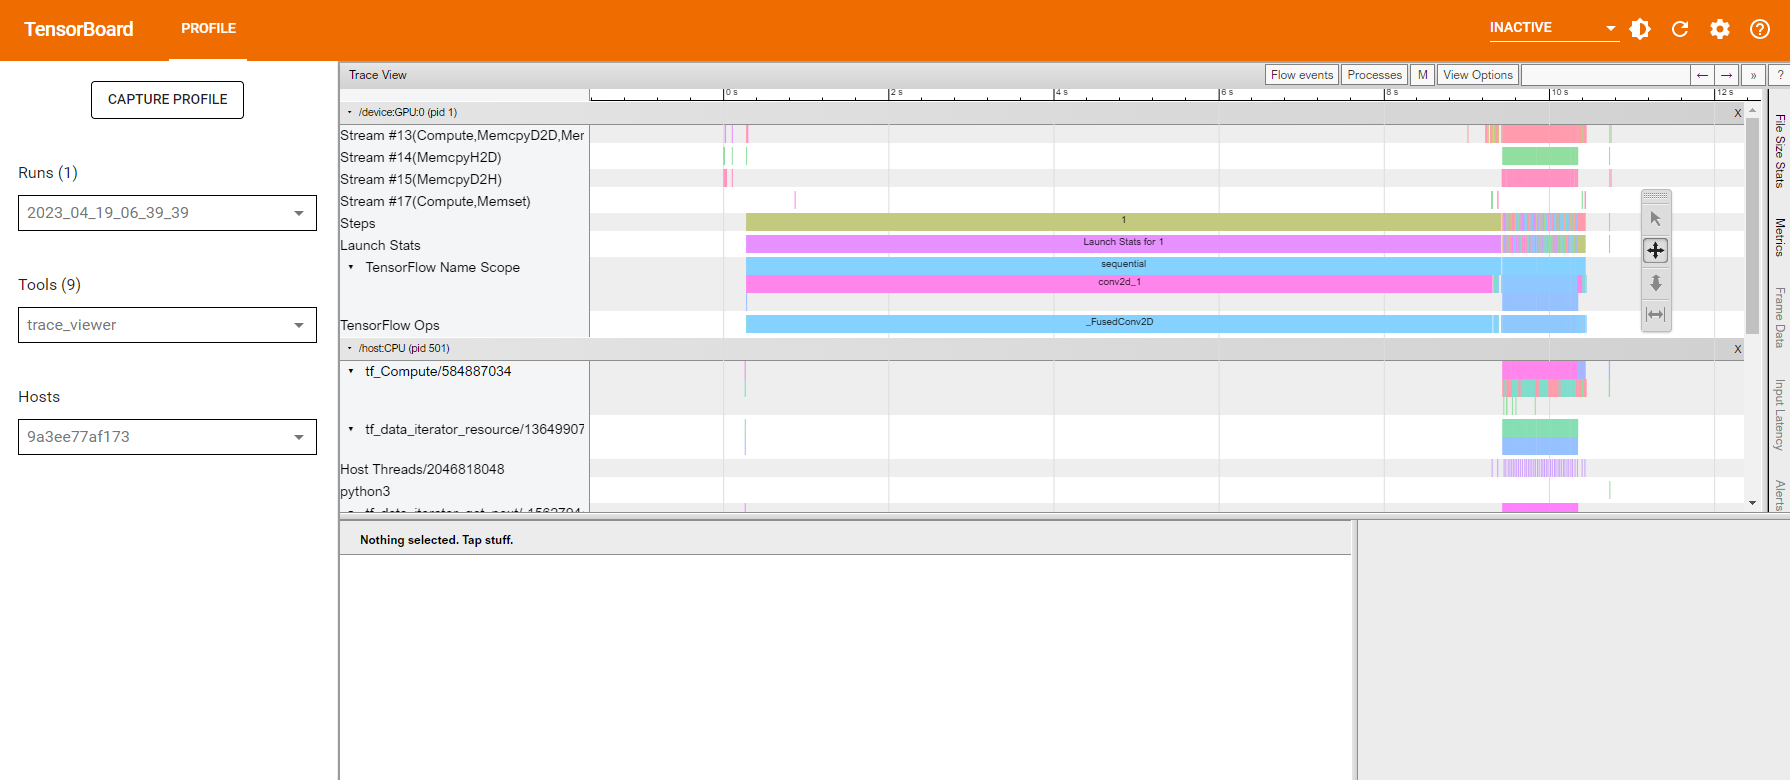 TensorBoard
PROFILE
INACTIVE
CAPTURE PROFILE
Runs (1)
2023_04_19_06_39_39
Tools (9)
trace_viewer
Hosts
9a3ee77af173
Trace View
Flow events
Processes
M
View Options
←
→
»
?
0 s
2 s
4 s
6 s
8 s
10 s
12 s
/device:GPU:0 (pid 1)
X
Stream #13(Compute,MemcpyD2D,Mer
Stream #14(MemcpyH2D)
Stream #15(MemcpyD2H)
Stream #17(Compute,Memset)
Steps
1
Launch Stats
Launch Stats for 1
TensorFlow Name Scope
sequential
conv2d_1
TensorFlow Ops
_FusedConv2D
/host:CPU (pid 501)
X
tf_Compute/584887034
tf_data_iterator_resource/13649907
Host Threads/2046818048
python3
File Size Stats
Metrics
Frame Data
Input Latency
Alerts
Nothing selected. Tap stuff.